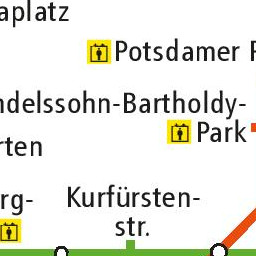 aplatz
Potsdamer P
ndelssohn-Bartholdy-
Park
rten
rg-
Kurfürsten-
str.